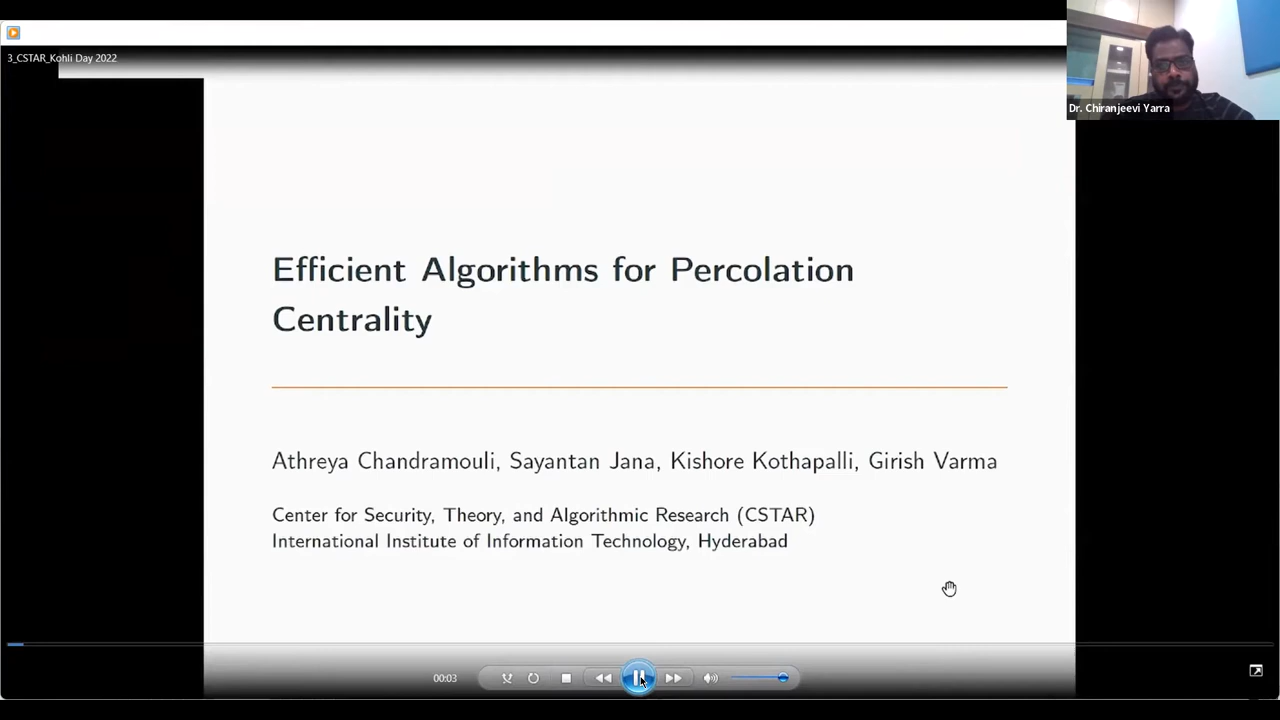 3_CSTAR_Kohli Day 2022
Dr. Chiranjeevi Yarra
Efficient Algorithms for Percolation
Centrality
Athreya Chandramouli, Sayantan Jana, Kishore Kothapalli, Girish Varma
Center for Security, Theory, and Algorithmic Research (CSTAR)
International Institute of Information Technology, Hyderabad
00:03